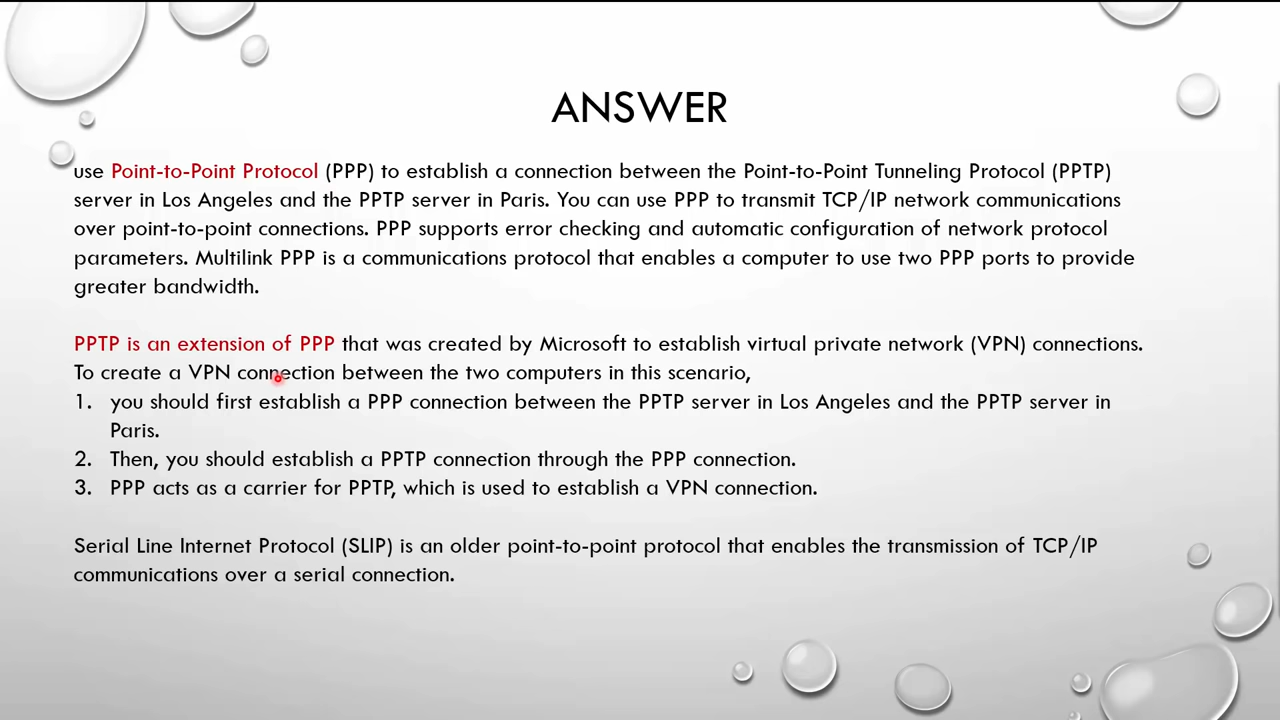 ANSWER
use Point-to-Point Protocol (PPP) to establish a connection between the Point-to-Point Tunneling Protocol (PPTP)
server in Los Angeles and the PPTP server in Paris. You can use PPP to transmit TCP/IP network communications
over point-to-point connections. PPP supports error checking and automatic configuration of network protocol
parameters. Multilink PPP is a communications protocol that enables a computer to use two PPP ports to provide
greater bandwidth.
PPTP is an extension of PPP that was created by Microsoft to establish virtual private network (VPN) connections.
To create a VPN connection between the two computers in this scenario,
1. you should first establish a PPP connection between the PPTP server in Los Angeles and the PPTP server in
Paris.
2. Then, you should establish a PPTP connection through the PPP connection.
3. PPP acts as a carrier for PPTP, which is used to establish a VPN connection.
Serial Line Internet Protocol (SLIP) is an older point-to-point protocol that enables the transmission of TCP/IP
communications over a serial connection.